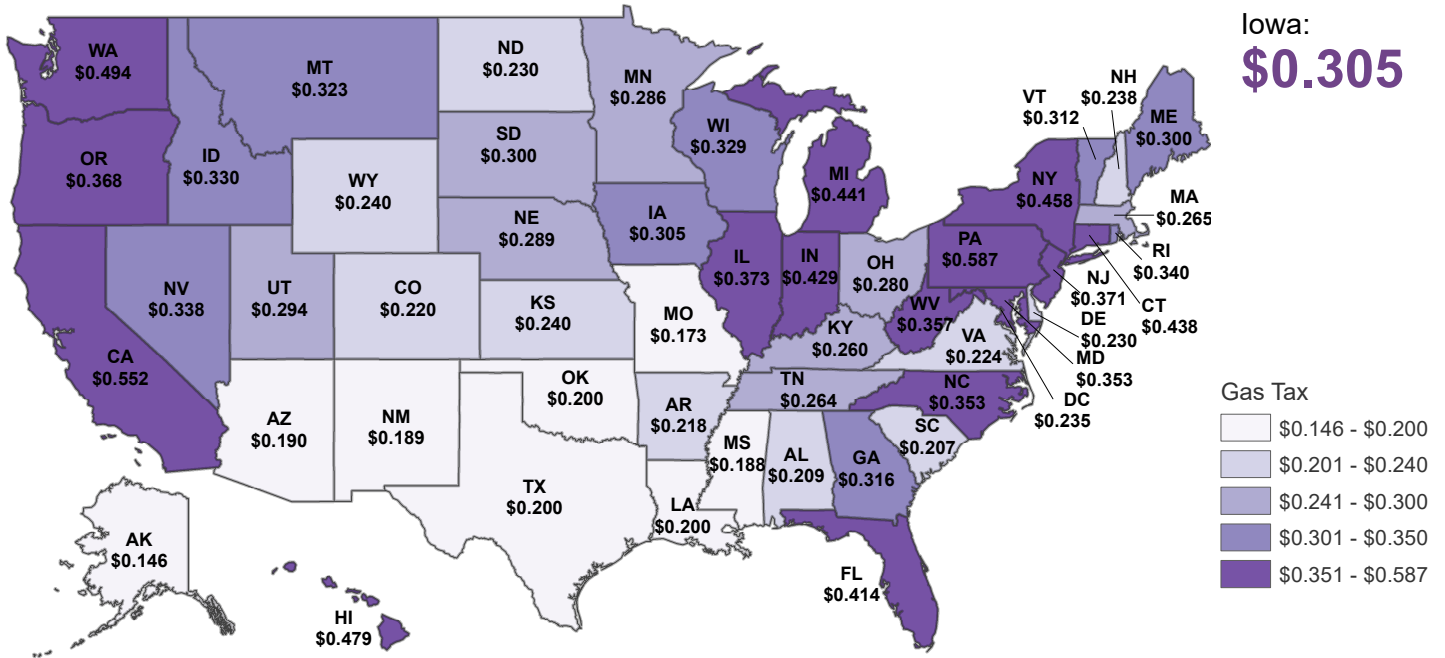 Iowa:
$0.305
WA
$0.494
OR
$0.368
CA
$0.552
ID
$0.330
NV
$0.338
MT
$0.323
WY
$0.240
UT
$0.294
CO
$0.220
AZ
$0.190
NM
$0.189
ND
$0.230
SD
$0.300
NE
$0.289
KS
$0.240
OK
$0.200
TX
$0.200
MN
$0.286
IA
$0.305
MO
$0.173
AR
$0.218
LA
$0.200
WI
$0.329
IL
$0.373
MI
$0.441
IN
$0.429
OH
$0.280
KY
$0.260
TN
$0.264
MS
$0.188
AL
$0.209
GA
$0.316
FL
$0.414
SC
$0.207
NC
$0.353
VA
$0.224
WV
$0.357
PA
$0.587
NY
$0.458
VT
$0.312
NH
$0.238
ME
$0.300
MA
$0.265
RI
$0.340
CT
$0.438
NJ
$0.371
DE
$0.230
MD
$0.353
DC
$0.235
AK
$0.146
HI
$0.479
Gas Tax
$0.146 - $0.200
$0.201 - $0.240
$0.241 - $0.300
$0.301 - $0.350
$0.351 - $0.587